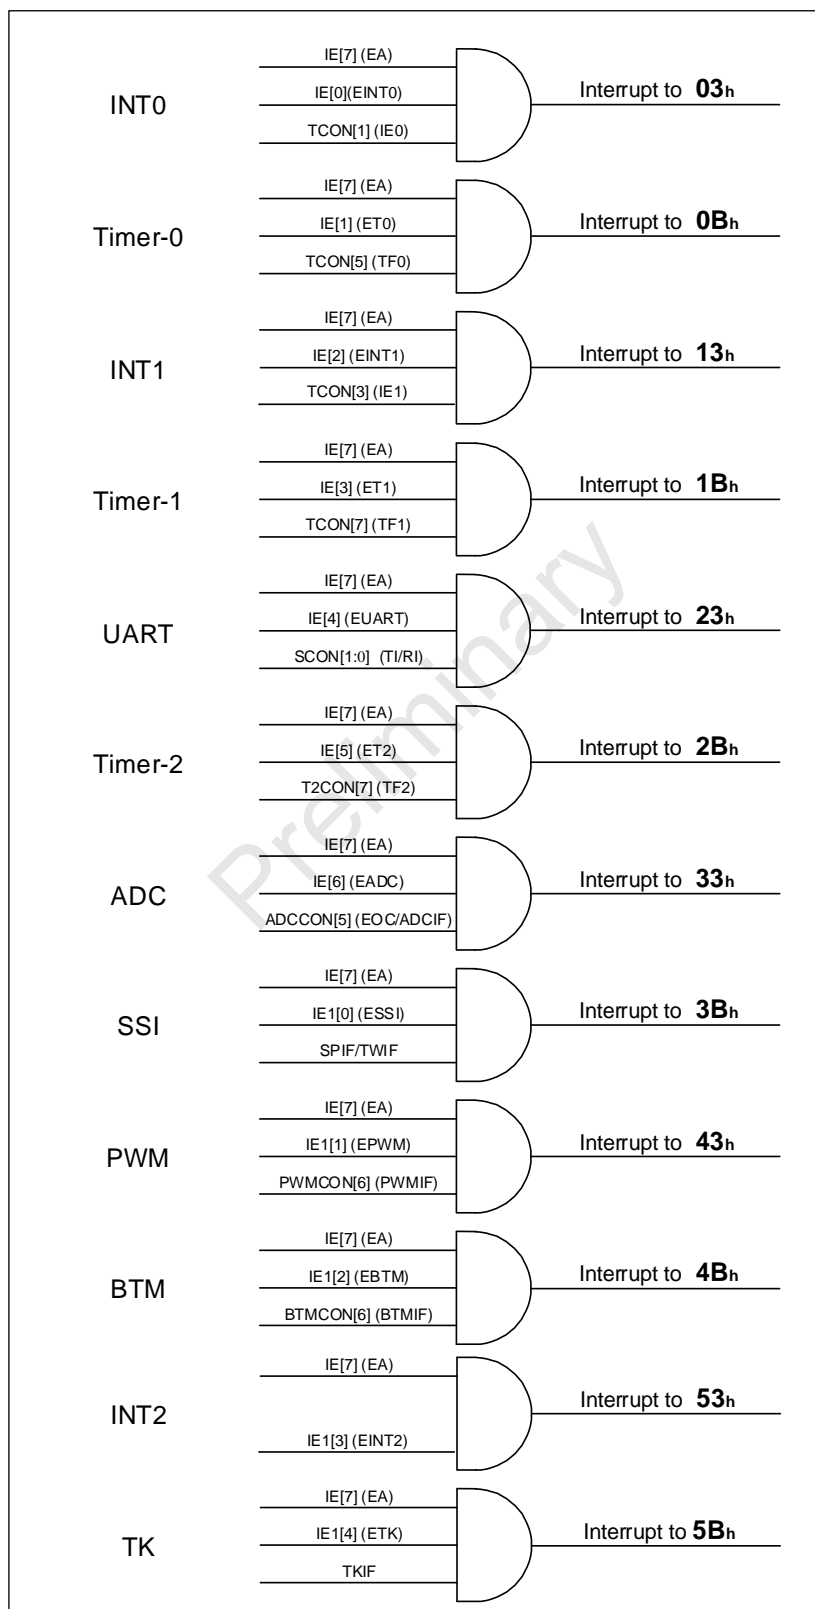 IE[7] (EA)
INT0
IE[0](EINT0)
Interrupt to 03h
TCON[1] (IE0)
IE[7] (EA)
Timer-0
IE[1] (ET0)
Interrupt to 0Bh
TCON[5] (TF0)
IE[7] (EA)
INT1
IE[2] (EINT1)
Interrupt to 13h
TCON[3] (IE1)
IE[7] (EA)
Timer-1
IE[3] (ET1)
Interrupt to 1Bh
TCON[7] (TF1)
IE[7] (EA)
UART
IE[4] (EUART)
Interrupt to 23h
SCON[1:0] (TI/RI)
IE[7] (EA)
Timer-2
IE[5] (ET2)
Interrupt to 2Bh
T2CON[7] (TF2)
IE[7] (EA)
ADC
IE[6] (EADC)
Interrupt to 33h
ADCCON[5] (EOC/ADCIF)
IE[7] (EA)
SSI
IE1[0] (ESSI)
Interrupt to 3Bh
SPIF/TWIF
IE[7] (EA)
PWM
IE1[1] (EPWM)
Interrupt to 43h
PWMCON[6] (PWMIF)
IE[7] (EA)
BTM
IE1[2] (EBTM)
Interrupt to 4Bh
BTMCON[6] (BTMIF)
IE[7] (EA)
INT2
Interrupt to 53h
IE1[3] (EINT2)
IE[7] (EA)
TK
IE1[4] (ETK)
Interrupt to 5Bh
TKIF
Preliminary